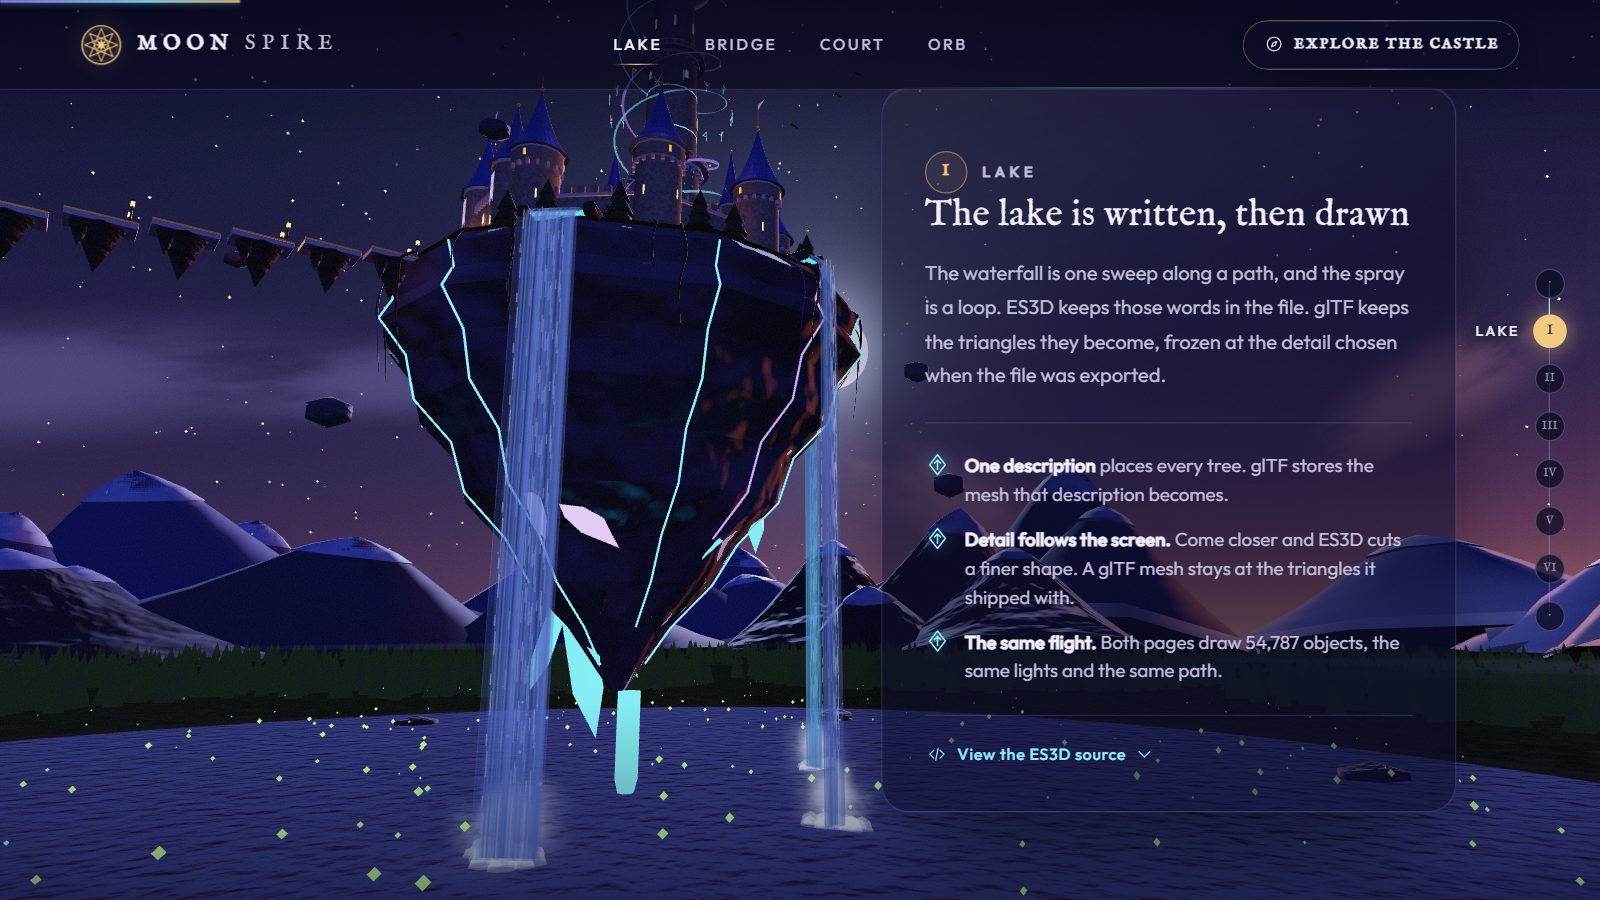 MOON SPIRE
LAKE
BRIDGE
COURT
ORB
EXPLORE THE CASTLE
I
LAKE
The lake is written, then drawn
The waterfall is one sweep along a path, and the spray
is a loop. ES3D keeps those words in the file. glTF keeps
the triangles they become, frozen at the detail chosen
when the file was exported.
One description places every tree. glTF stores the
mesh that description becomes.
Detail follows the screen. Come closer and ES3D cuts
a finer shape. A glTF mesh stays at the triangles it
shipped with.
The same flight. Both pages draw 54,787 objects, the
same lights and the same path.
View the ES3D source
LAKE
I
II
III
IV
V
VI